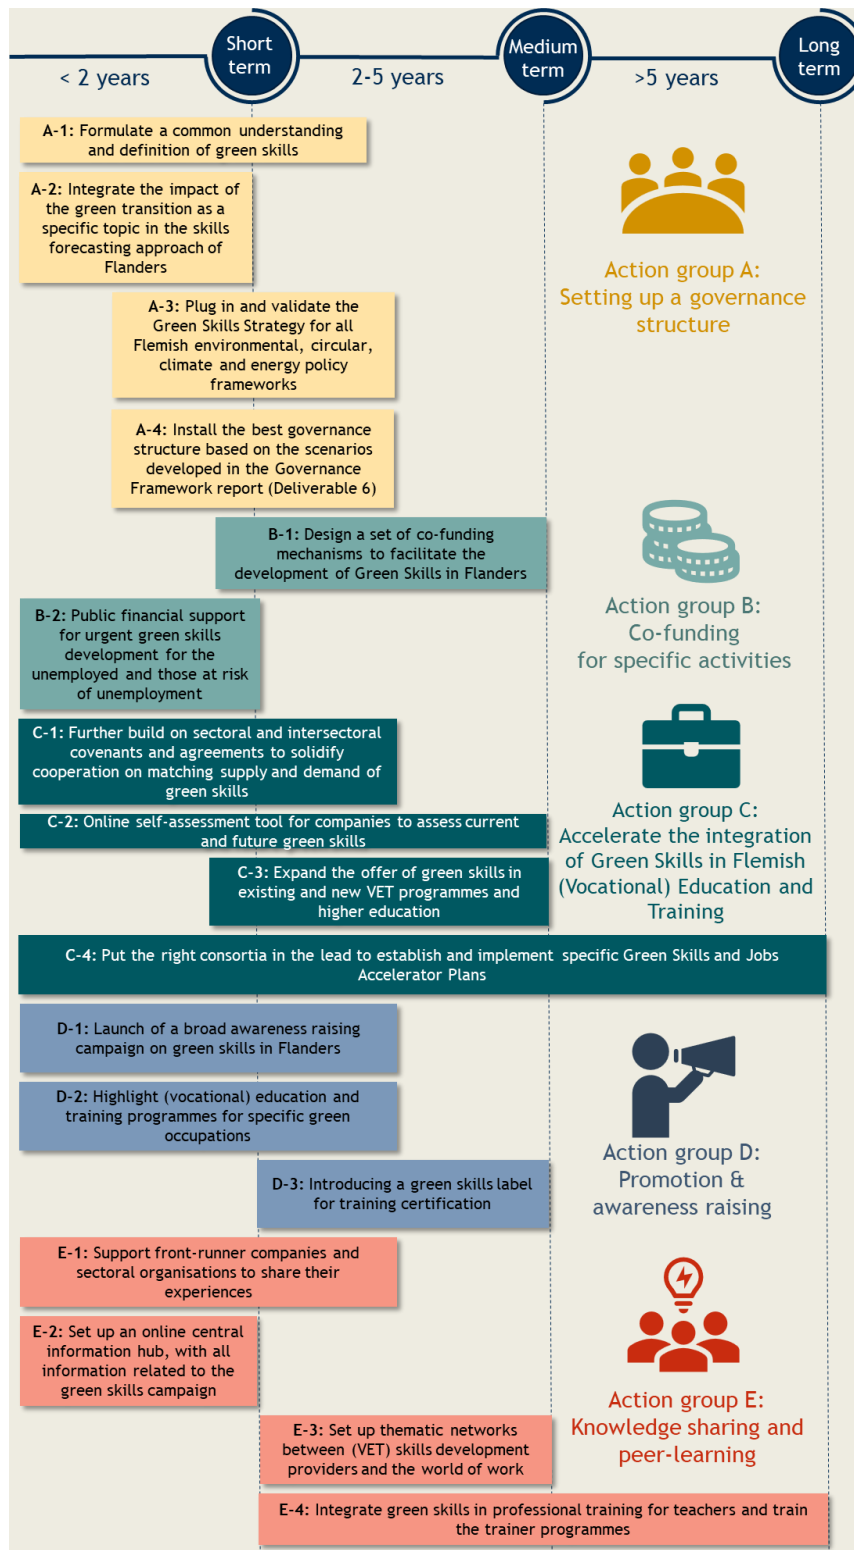 Short
term
Medium
term
Long
term
< 2 years
2-5 years
>5 years
A-1: Formulate a common understanding
and definition of green skills
A-2: Integrate the impact of
the green transition as a
specific topic in the skills
forecasting approach of
Flanders
A-3: Plug in and validate the
Green Skills Strategy for all
Flemish environmental, circular,
climate and energy policy
frameworks
A-4: Install the best governance
structure based on the scenarios
developed in the Governance
Framework report (Deliverable 6)
Action group A:
Setting up a governance
structure
B-1: Design a set of co-funding
mechanisms to facilitate the
development of Green Skills in Flanders
B-2: Public financial support
for urgent green skills
development for the
unemployed and those at risk
of unemployment
Action group B:
Co-funding
for specific activities
C-1: Further build on sectoral and intersectoral
covenants and agreements to solidify
cooperation on matching supply and demand of
green skills
C-2: Online self-assessment tool for companies to assess current
and future green skills
C-3: Expand the offer of green skills in
existing and new VET programmes and
higher education
Action group C:
Accelerate the integration
of Green Skills in Flemish
(Vocational) Education and
Training
C-4: Put the right consortia in the lead to establish and implement specific Green Skills and Jobs
Accelerator Plans
D-1: Launch of a broad awareness raising
campaign on green skills in Flanders
D-2: Highlight (vocational) education and
training programmes for specific green
occupations
D-3: Introducing a green skills label
for training certification
Action group D:
Promotion &
awareness raising
E-1: Support front-runner companies and
sectoral organisations to share their
experiences
E-2: Set up an online central
information hub, with all
information related to the
green skills campaign
E-3: Set up thematic networks
between (VET) skills development
providers and the world of work
Action group E:
Knowledge sharing and
peer-learning
E-4: Integrate green skills in professional training for teachers and train
the trainer programmes